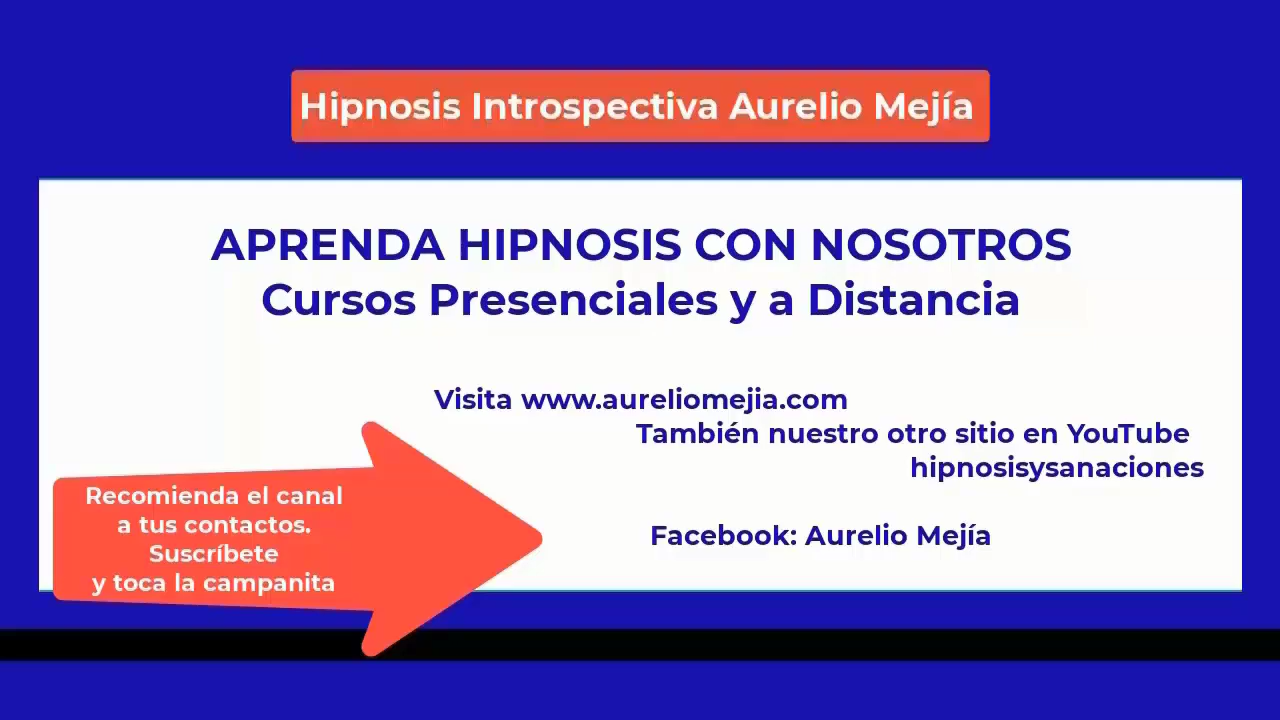 Hipnosis Introspectiva Aurelio Mejía
APRENDA HIPNOSIS CON NOSOTROS
Cursos Presenciales y a Distancia
Visita www.aureliomejia.com
También nuestro otro sitio en YouTube
hipnosisysanaciones
Facebook: Aurelio Mejía
Recomienda el canal
a tus contactos.
Suscríbete
y toca la campanita